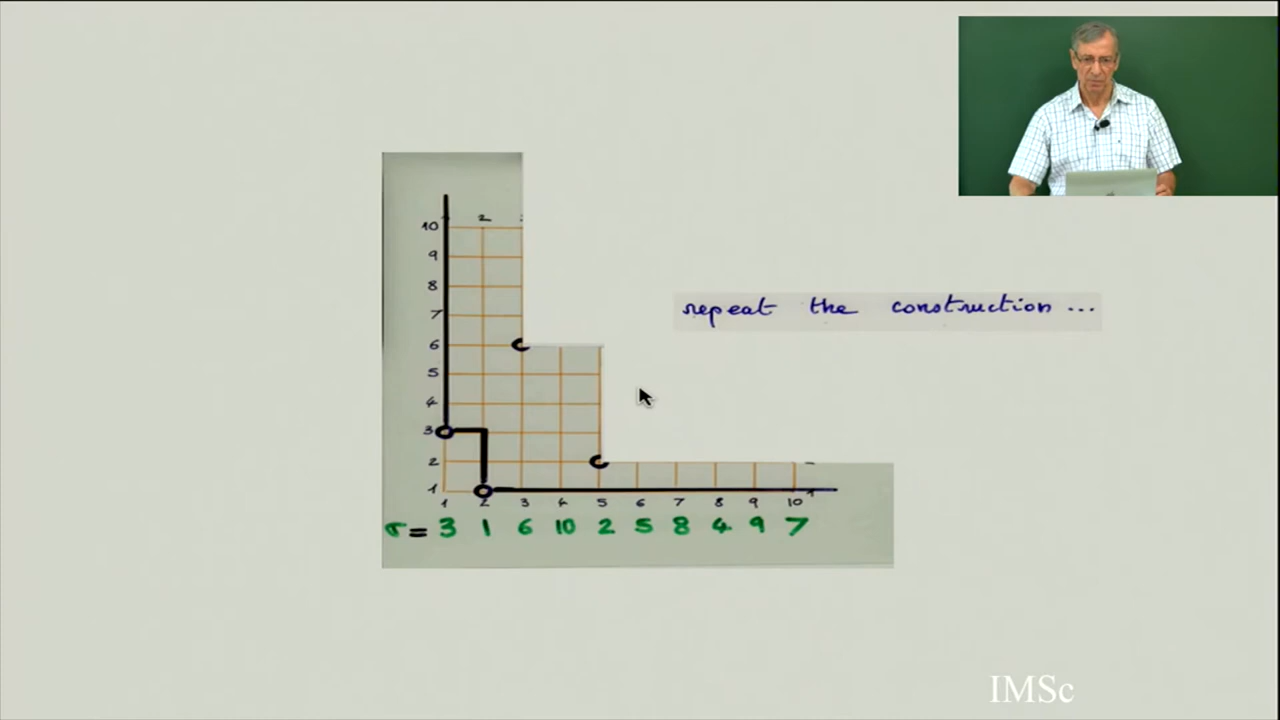 2
10
9
8
7
repeat the construction ...
6
5
4
3
2
1
1 2 3 4 5 6 7 8 9 10
σ = 3 1 6 10 2 5 8 4 9 7
IMSc